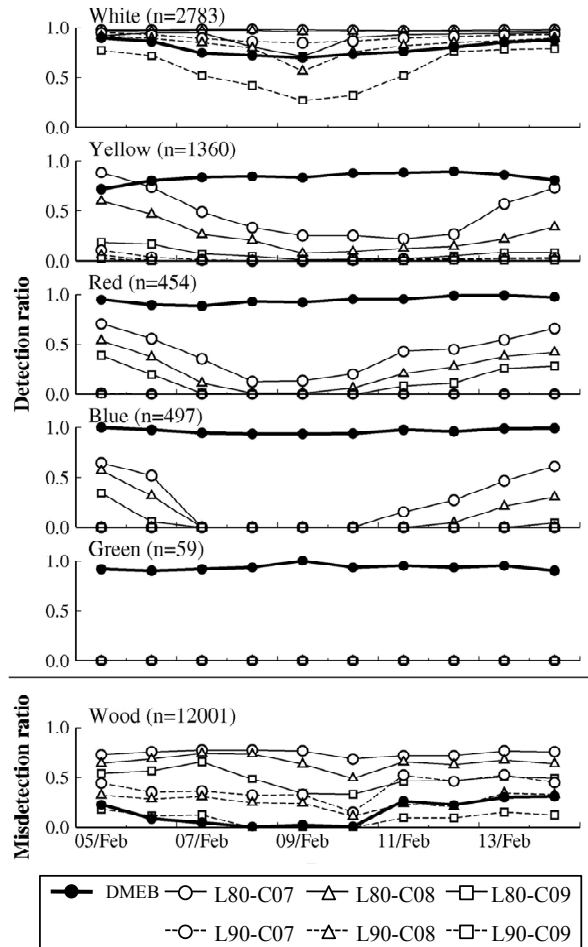 White (n=2783)
1.0
0.5
0.0
Yellow (n=1360)
1.0
0.5
0.0
Red (n=454)
1.0
0.5
0.0
Blue (n=497)
1.0
0.5
0.0
Green (n=59)
1.0
0.5
0.0
Detection ratio
Wood (n=12001)
1.0
0.5
0.0
Misdetection ratio
05/Feb 07/Feb 09/Feb 11/Feb 13/Feb
DMEB L80-C07 L80-C08 L80-C09
L90-C07 L90-C08 L90-C09